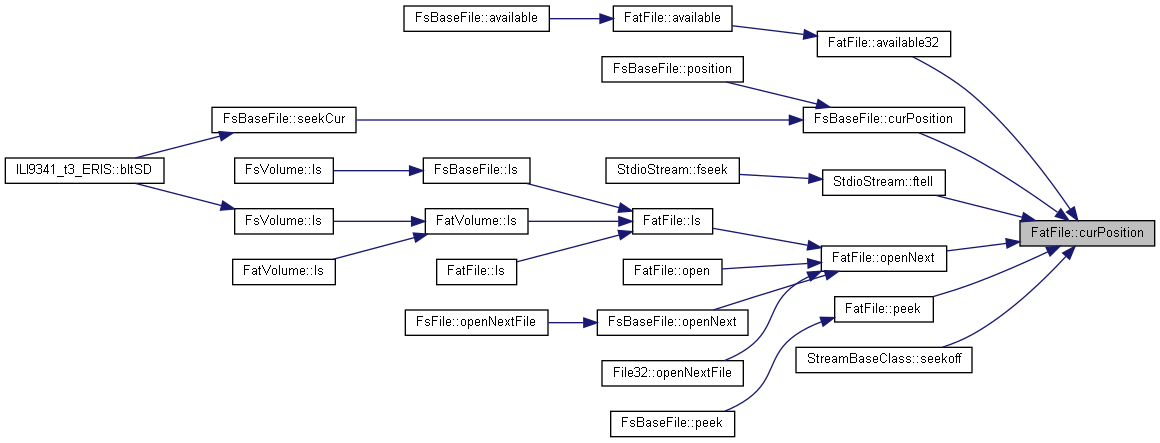 FsBaseFile::available
FatFile::available
FatFile::available32
FsBaseFile::position
FsBaseFile::seekCur
FsBaseFile::curPosition
ILI9341_t3_ERIS::bltSD
FsVolume::ls
FsBaseFile::ls
StdioStream::fseek
StdioStream::ftell
FsVolume::ls
FatVolume::ls
FatFile::ls
FatFile::curPosition
FatVolume::ls
FatFile::ls
FatFile::open
FatFile::openNext
FsFile::openNextFile
FsBaseFile::openNext
FatFile::peek
File32::openNextFile
StreamBaseClass::seekoff
FsBaseFile::peek